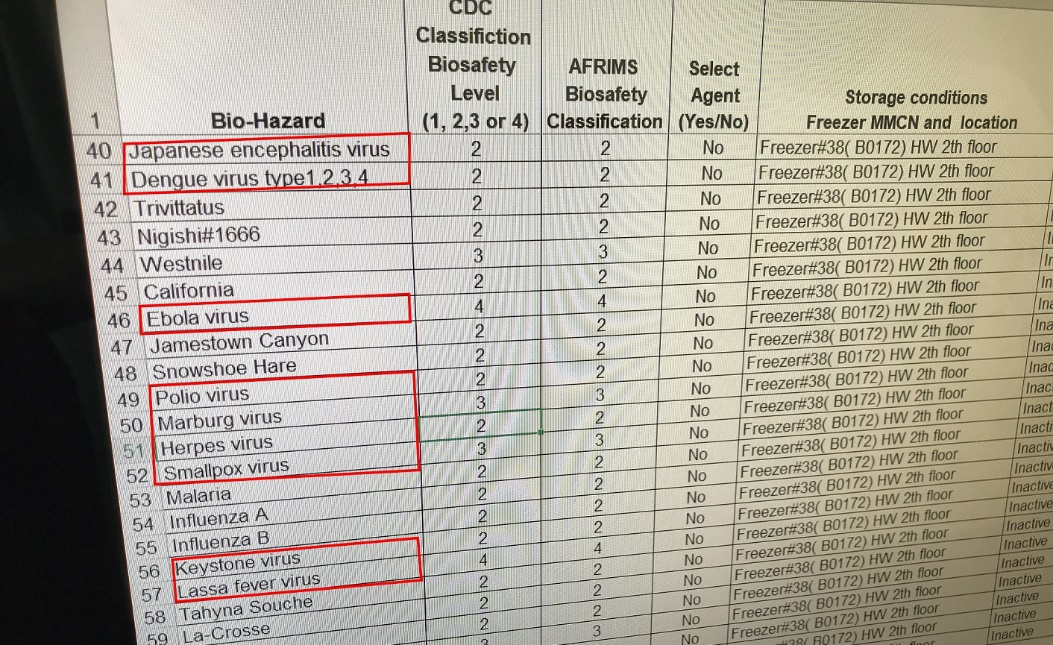 CDC
Classifiction
Biosafety
Level
(1, 2,3 or 4)
AFRIMS
Biosafety
Classification
Select
Agent
(Yes/No)
Storage conditions
Freezer MMCN and location
1 Bio-Hazard
40 Japanese encephalitis virus 2 2 No Freezer#38( B0172) HW 2th floor
41 Dengue virus type1,2,3,4 2 2 No Freezer#38( B0172) HW 2th floor
42 Trivittatus 2 2 No Freezer#38( B0172) HW 2th floor
43 Nigishi#1666 2 2 No Freezer#38( B0172) HW 2th floor
44 Westnile 3 3 No Freezer#38( B0172) HW 2th floor
45 California 2 2 No Freezer#38( B0172) HW 2th floor
46 Ebola virus 4 4 No Freezer#38( B0172) HW 2th floor
47 Jamestown Canyon 2 2 No Freezer#38( B0172) HW 2th floor
48 Snowshoe Hare 2 2 No Freezer#38( B0172) HW 2th floor
49 Polio virus 2 2 No Freezer#38( B0172) HW 2th floor
50 Marburg virus 3 3 No Freezer#38( B0172) HW 2th floor
51 Herpes virus 2 2 No Freezer#38( B0172) HW 2th floor
52 Smallpox virus 3 3 No Freezer#38( B0172) HW 2th floor
53 Malaria 2 2 No Freezer#38( B0172) HW 2th floor
54 Influenza A 2 2 No Freezer#38( B0172) HW 2th floor Inactive
55 Influenza B 2 2 No Freezer#38( B0172) HW 2th floor Inactive
56 Keystone virus 2 2 No Freezer#38( B0172) HW 2th floor Inactive
57 Lassa fever virus 4 4 No Freezer#38( B0172) HW 2th floor Inactive
58 Tahyna Souche 2 2 No Freezer#38( B0172) HW 2th floor Inactive
59 La-Crosse 2 2 No Freezer#38( B0172) HW 2th floor Inactive